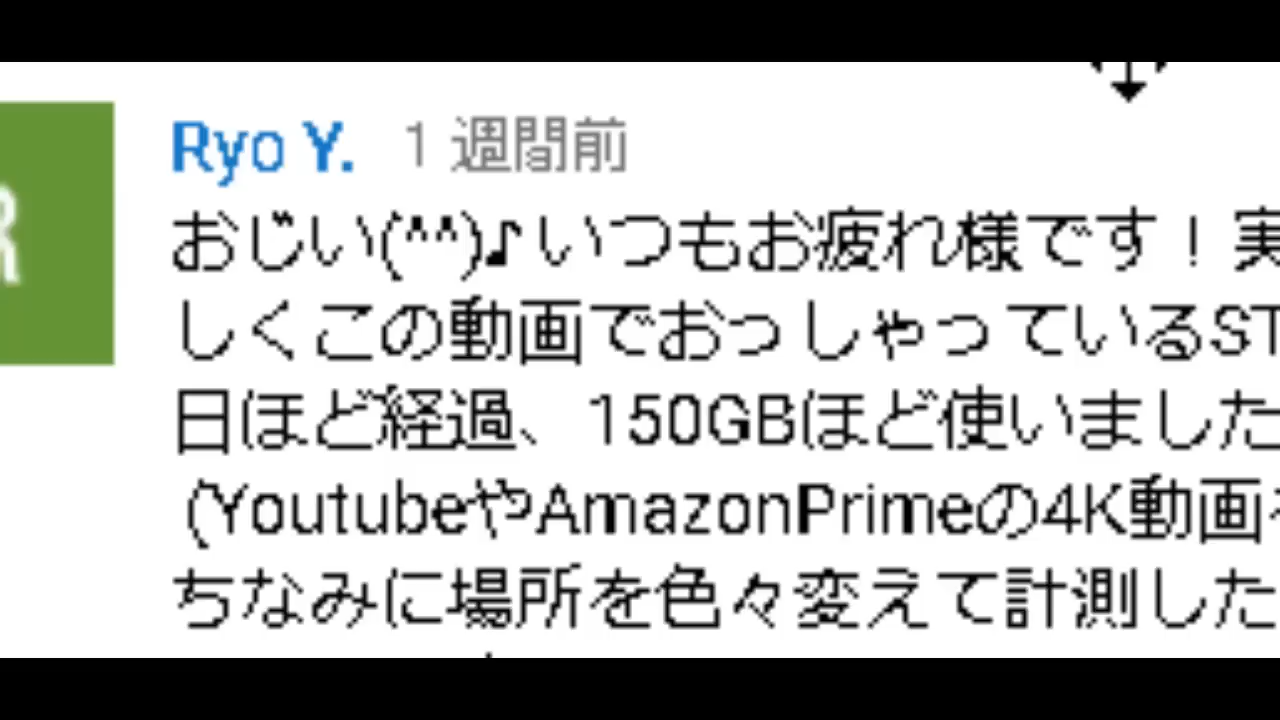 R
Ryo Y. 1 週間前
おじい(^^)♪いつもお疲れ様です！実
しくこの動画でおっしゃっているST
日ほど経過、150GBほど使いました
(YoutubeやAmazonPrimeの4K動画
ちなみに場所を色々変えて計測した